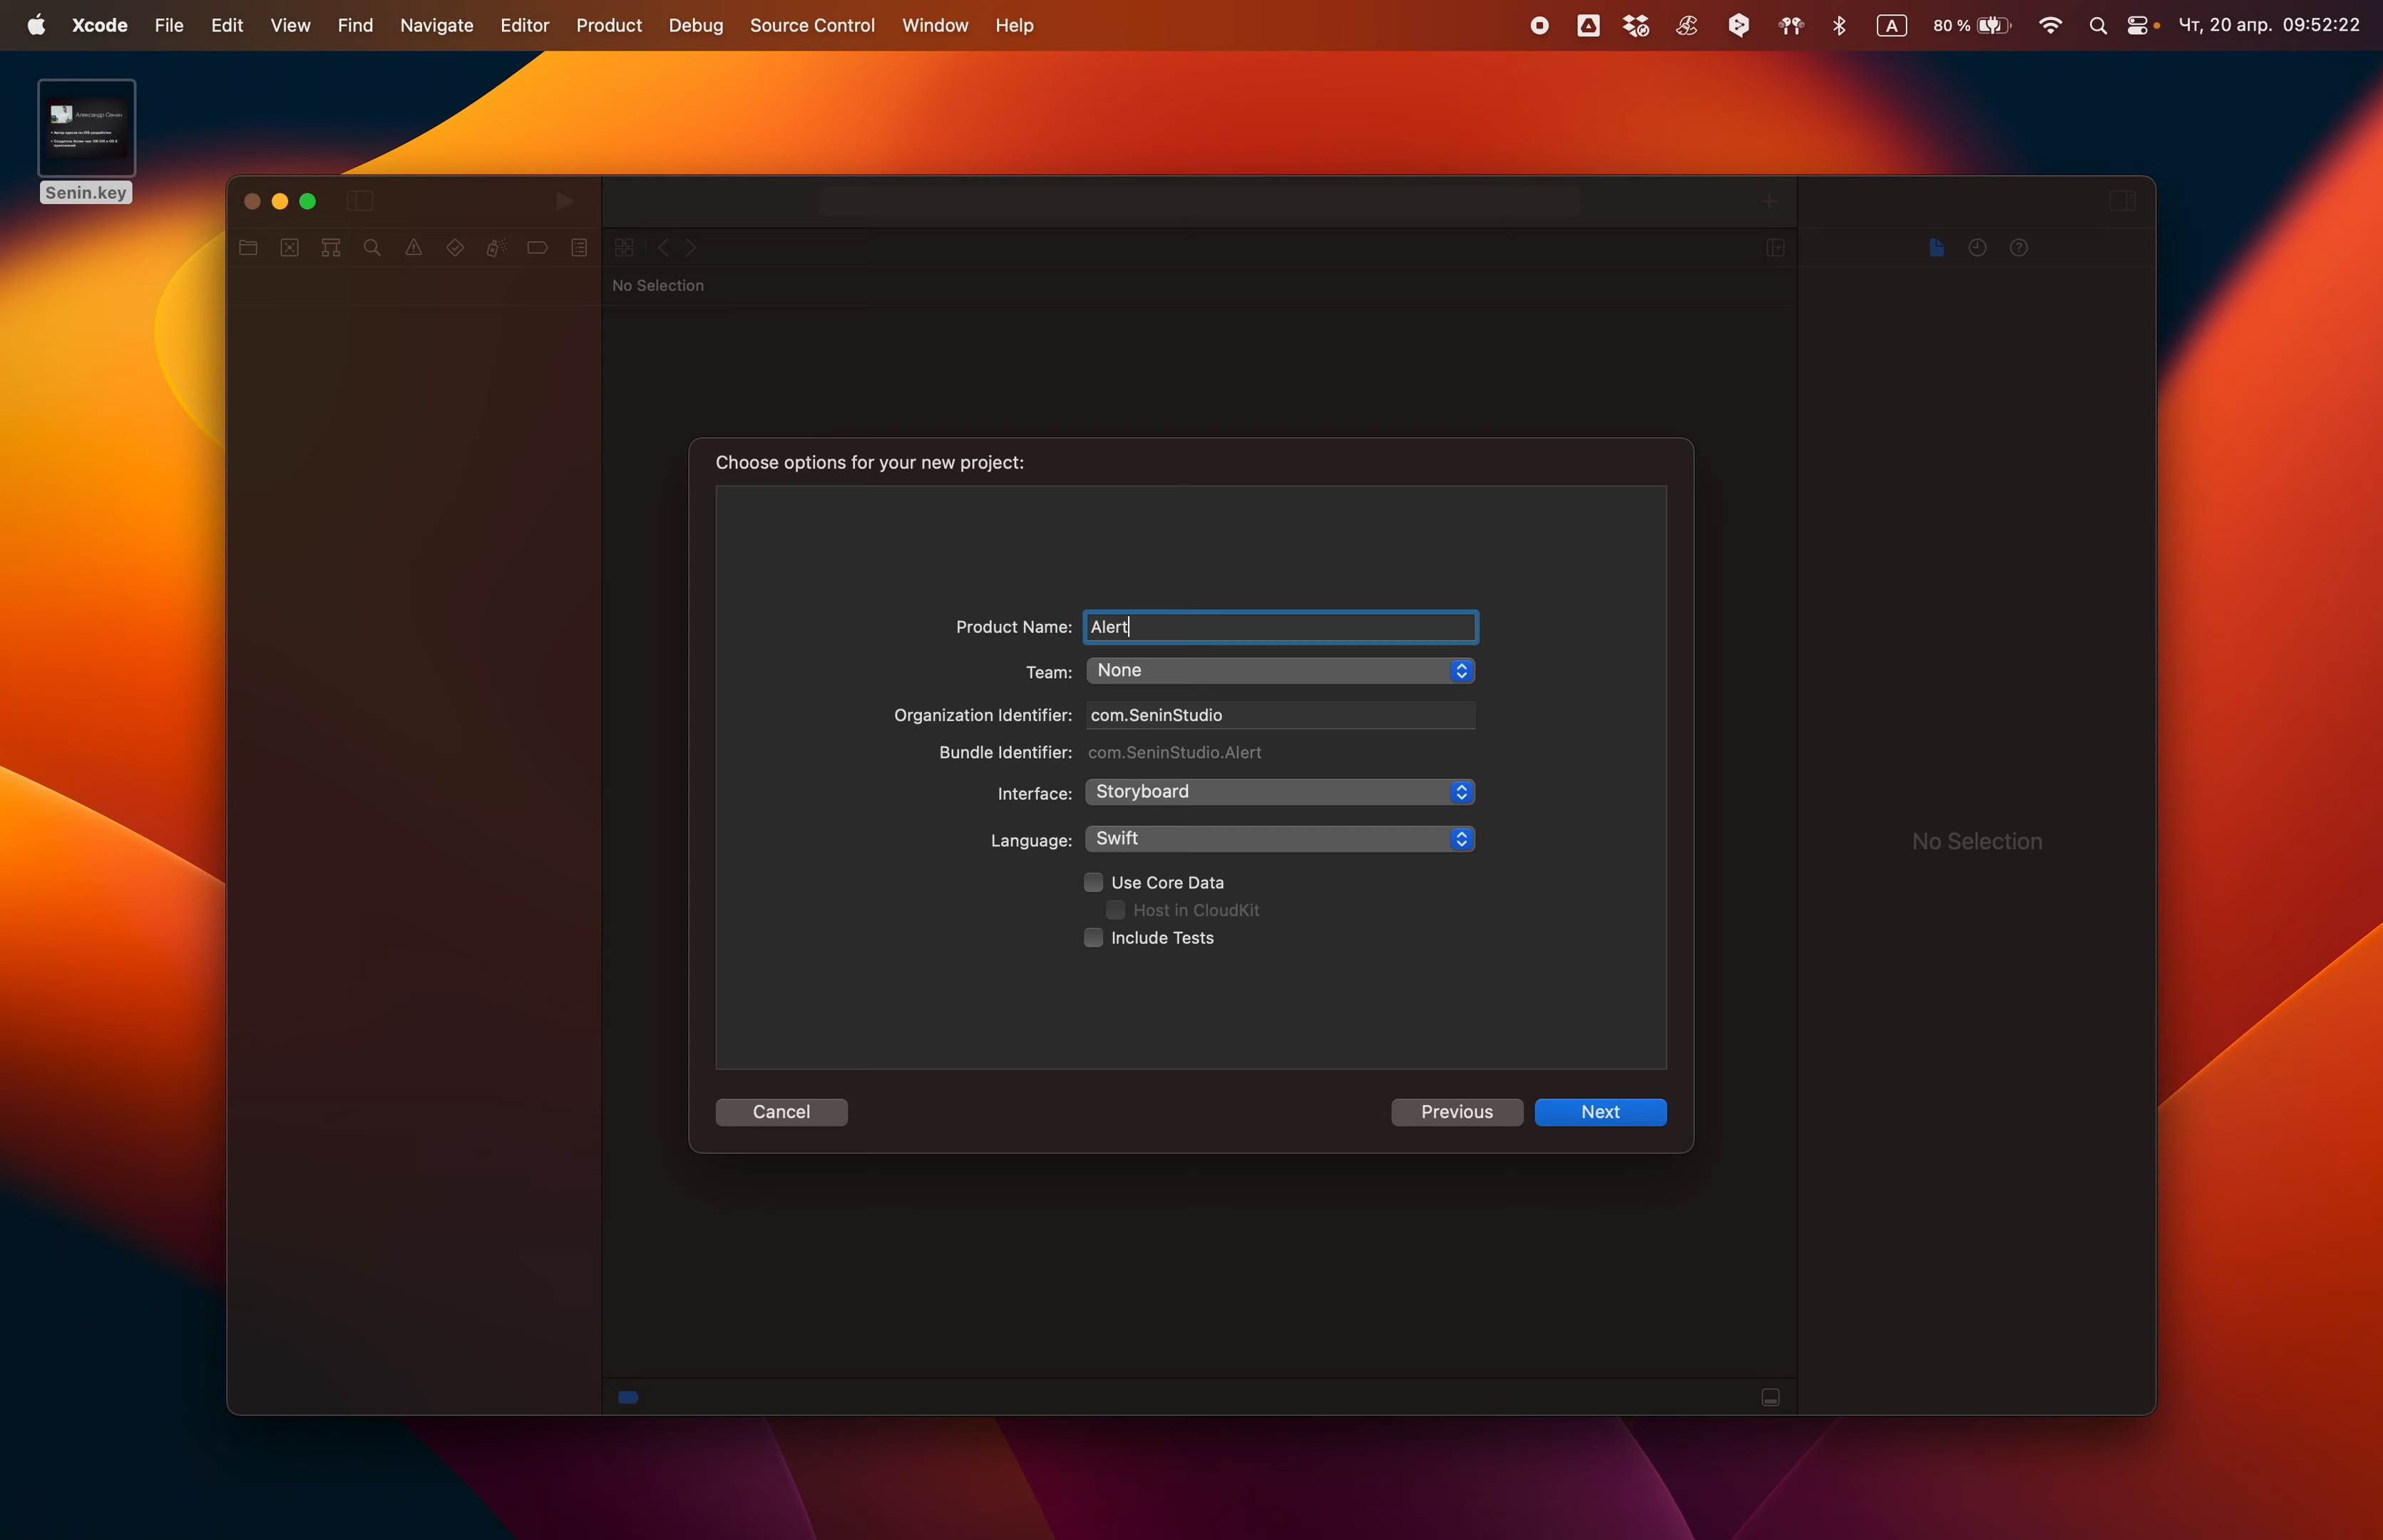 Xcode File Edit View Find Navigate Editor Product Debug Source Control Window Help A 80 % Чт, 20 апр. 09:52:22
Александр Сенин
Senin.key
No Selection
Choose options for your new project:
Product Name: Alert
Team: None
Organization Identifier: com.SeninStudio
Bundle Identifier: com.SeninStudio.Alert
Interface: Storyboard
Language: Swift
Use Core Data
Host in CloudKit
Include Tests
No Selection
Cancel Previous Next